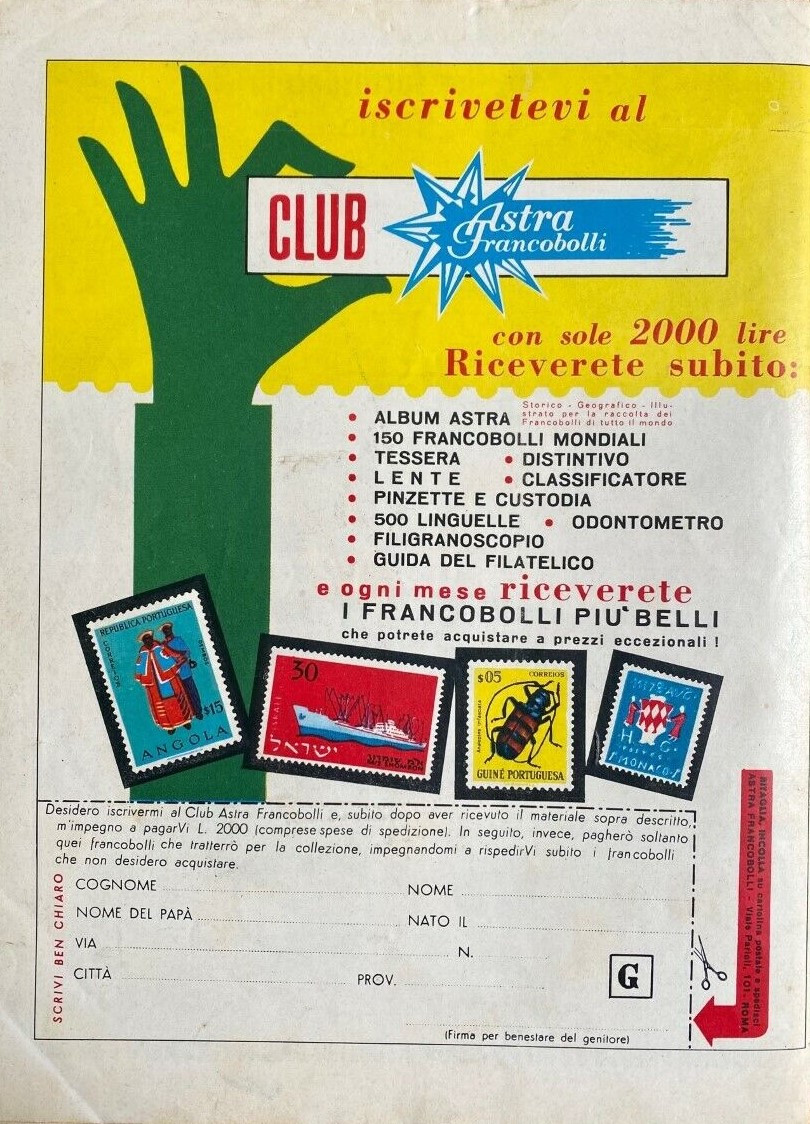 iscrivetevi al
CLUB Astra
Francobolli
con sole 2000 lire
Riceverete subito:
• ALBUM ASTRA Storico - Geografico - Illu-
strato per la raccolta dei
Francobolli di tutto il mondo
• 150 FRANCOBOLLI MONDIALI
• TESSERA • DISTINTIVO
• LENTE • CLASSIFICATORE
• PINZETTE E CUSTODIA
• 500 LINGUELLE • ODONTOMETRO
• FILIGRANOSCOPIO
• GUIDA DEL FILATELICO
e ogni mese riceverete
I FRANCOBOLLI PIU' BELLI
che potrete acquistare a prezzi eccezionali !
REPUBLICA PORTUGUESA
CORREIOS
$15
ANGOLA
30
ISRAEL
ישראל
$05 CORREIOS
GUINÉ PORTUGUESA
MONACO
Desidero iscrivermi al Club Astra Francobolli e, subito dopo aver ricevuto il materiale sopra descritto,
m'impegno a pagarVi L. 2000 (comprese spese di spedizione). In seguito, invece, pagherò soltanto
quei francobolli che tratterrò per la collezione, impegnandomi a rispedirVi subito i francobolli
che non desidero acquistare.
COGNOME NOME
NOME DEL PAPÀ NATO IL
VIA N.
CITTÀ PROV.
G
(Firma per benestare del genitore)
SCRIVI BEN CHIARO
RITAGLIA, INCOLLA su cartolina postale e spedisci
ASTRA FRANCOBOLLI - Viale Parioli, 101 - ROMA